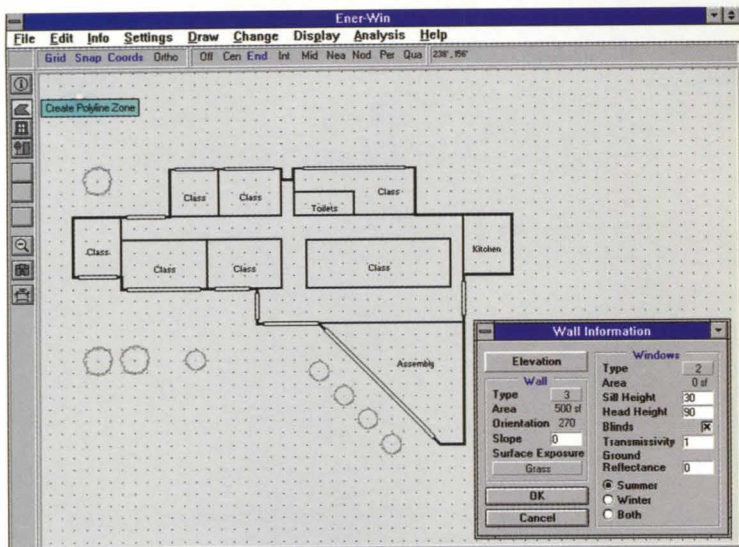 Ener-Win
File Edit Info Settings Draw Change Display Analysis Help
Grid Snap Coords Ortho Off Cen End Int Mid Nea Nod Per Qua 238', 156'
Create Polyline Zone
Class Class Class
Toilets
Class Kitchen
Class Class Class
Assembly
Wall Information
Elevation
Wall
Type 3
Area 500 sf
Orientation 270
Slope 0
Surface Exposure
Grass
OK
Cancel
Windows
Type 2
Area 0 sf
Sill Height 30
Head Height 90
Blinds
Transmissivity 1
Ground
Reflectance 0
Summer
Winter
Both